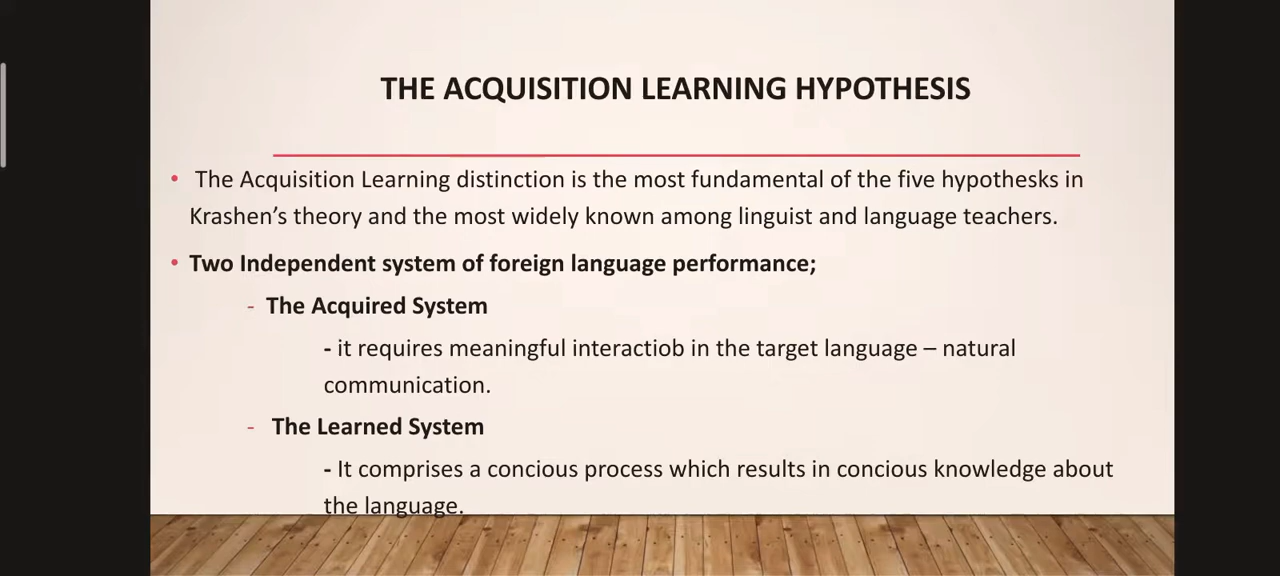 THE ACQUISITION LEARNING HYPOTHESIS
• The Acquisition Learning distinction is the most fundamental of the five hypothesks in
Krashen’s theory and the most widely known among linguist and language teachers.
• Two Independent system of foreign language performance;
- The Acquired System
- it requires meaningful interactiob in the target language – natural
communication.
- The Learned System
- It comprises a concious process which results in concious knowledge about
the language.